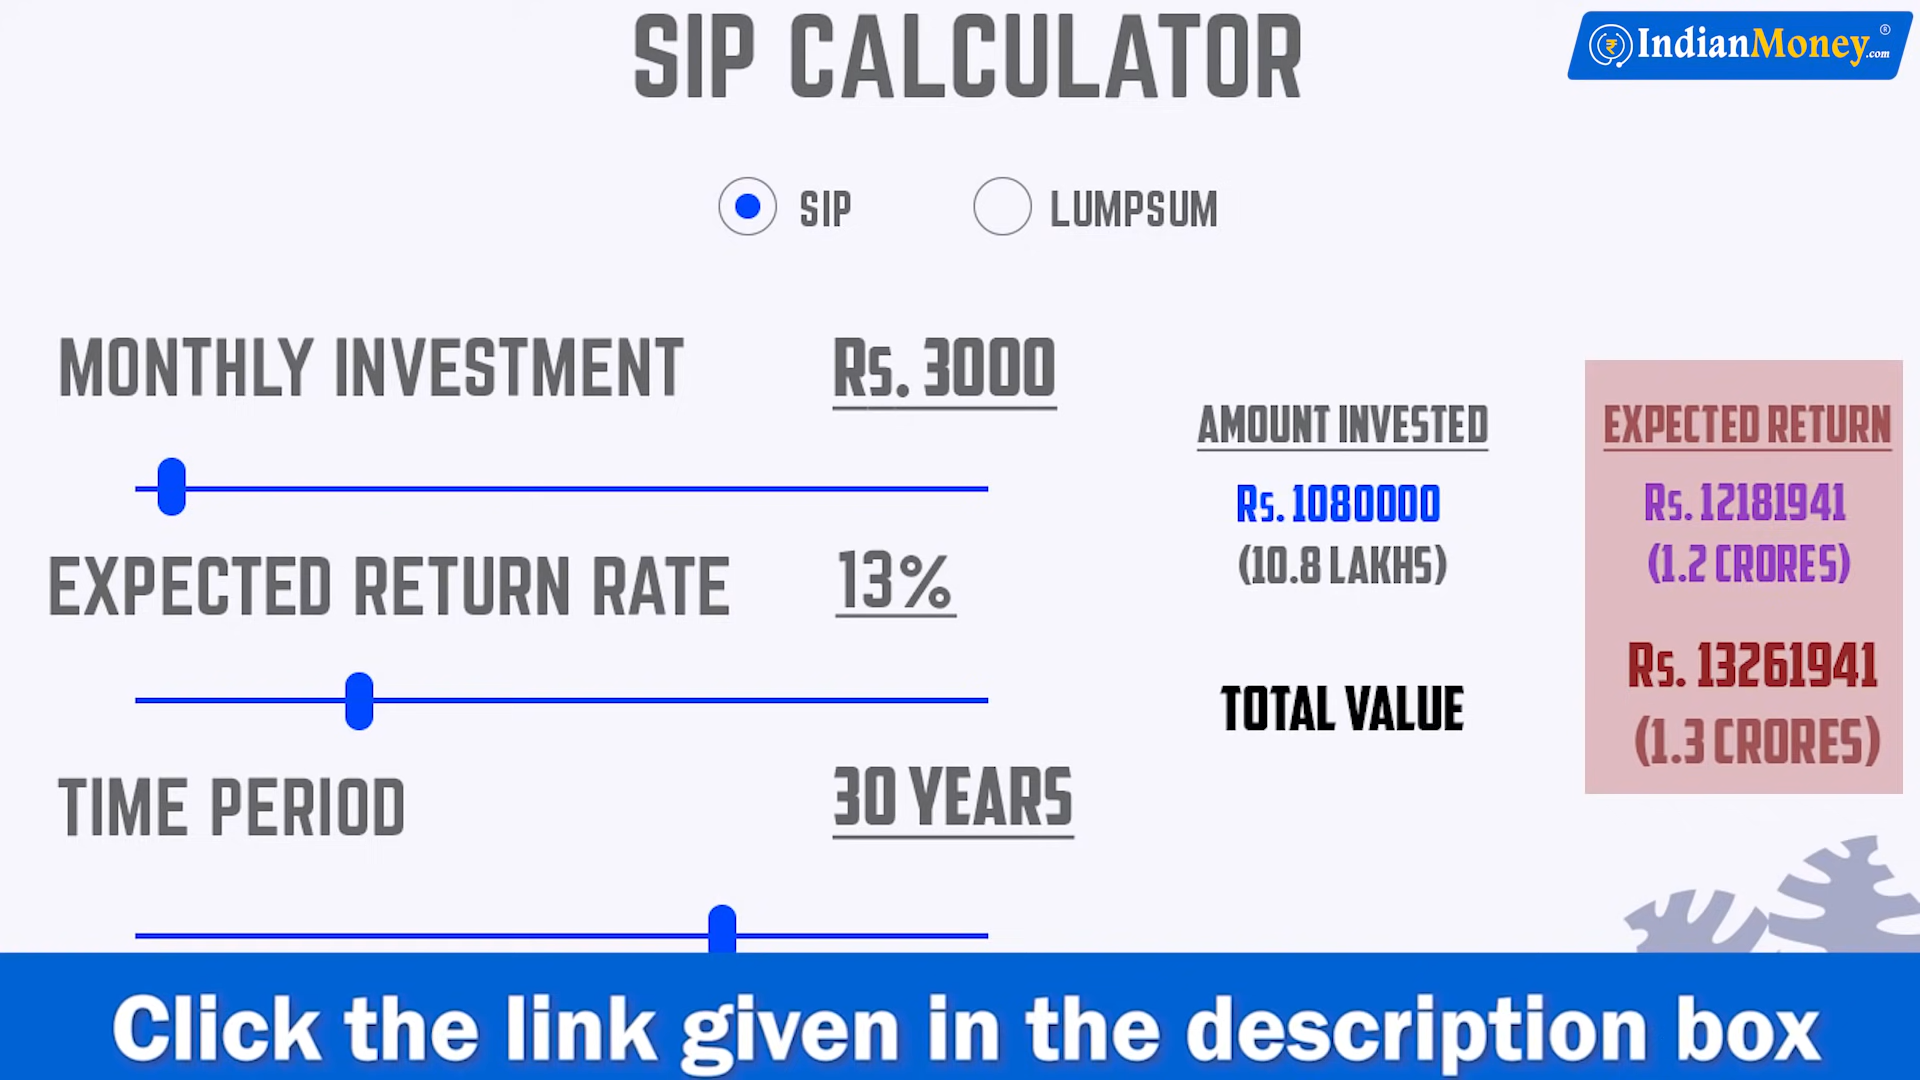 SIP CALCULATOR
IndianMoney.com®
SIP
LUMPSUM
MONTHLY INVESTMENT
Rs. 3000
EXPECTED RETURN RATE
13%
TIME PERIOD
30 YEARS
AMOUNT INVESTED
Rs. 1080000
(10.8 LAKHS)
EXPECTED RETURN
Rs. 12181941
(1.2 CRORES)
TOTAL VALUE
Rs. 13261941
(1.3 CRORES)
Click the link given in the description box